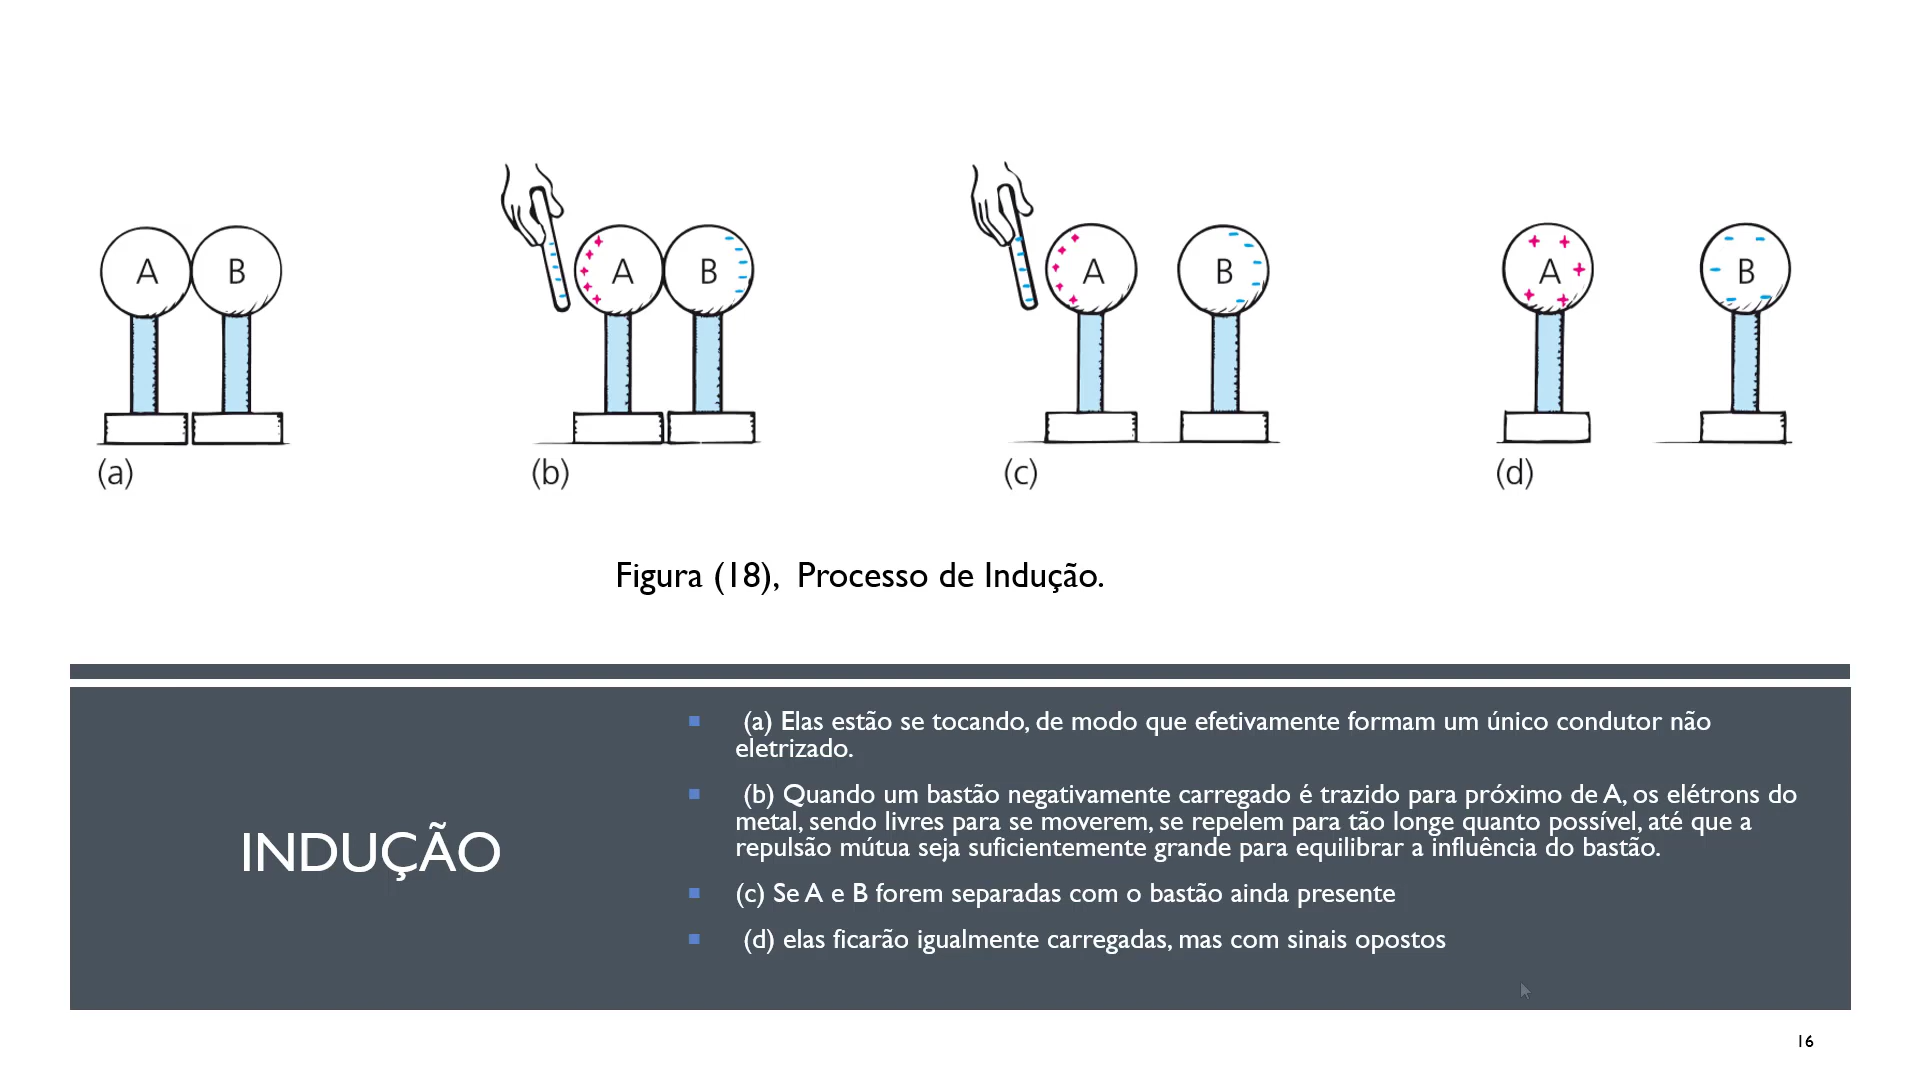 A B
A B
A B
A B
(a) (b) (c) (d)
Figura (18), Processo de Indução.
INDUÇÃO
(a) Elas estão se tocando, de modo que efetivamente formam um único condutor não
eletrizado.
(b) Quando um bastão negativamente carregado é trazido para próximo de A, os elétrons do
metal, sendo livres para se moverem, se repelem para tão longe quanto possível, até que a
repulsão mútua seja suficientemente grande para equilibrar a influência do bastão.
(c) Se A e B forem separadas com o bastão ainda presente
(d) elas ficarão igualmente carregadas, mas com sinais opostos
16